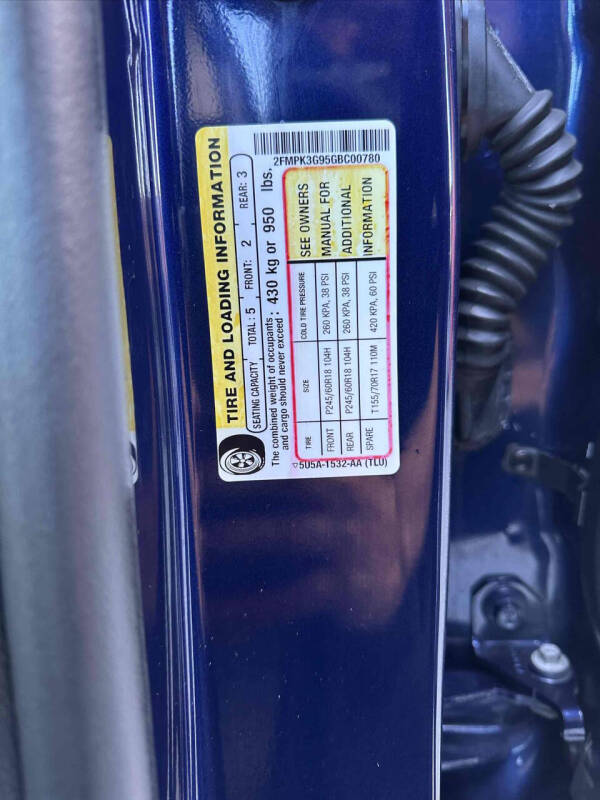 TIRE AND LOADING INFORMATION
SEATING CAPACITY TOTAL: 5 FRONT: 2 REAR: 3
The combined weight of occupants and cargo should never exceed: 430 kg or 950 lbs.
TIRE SIZE COLD TIRE PRESSURE
FRONT P245/60R18 104H 260 KPA, 38 PSI
REAR P245/60R18 104H 260 KPA, 38 PSI
SPARE T155/70R17 110M 420 KPA, 60 PSI
SEE OWNERS
MANUAL FOR
ADDITIONAL
INFORMATION
5U5A-1532-AA (TLU)
2FMPK3G95GBC00780